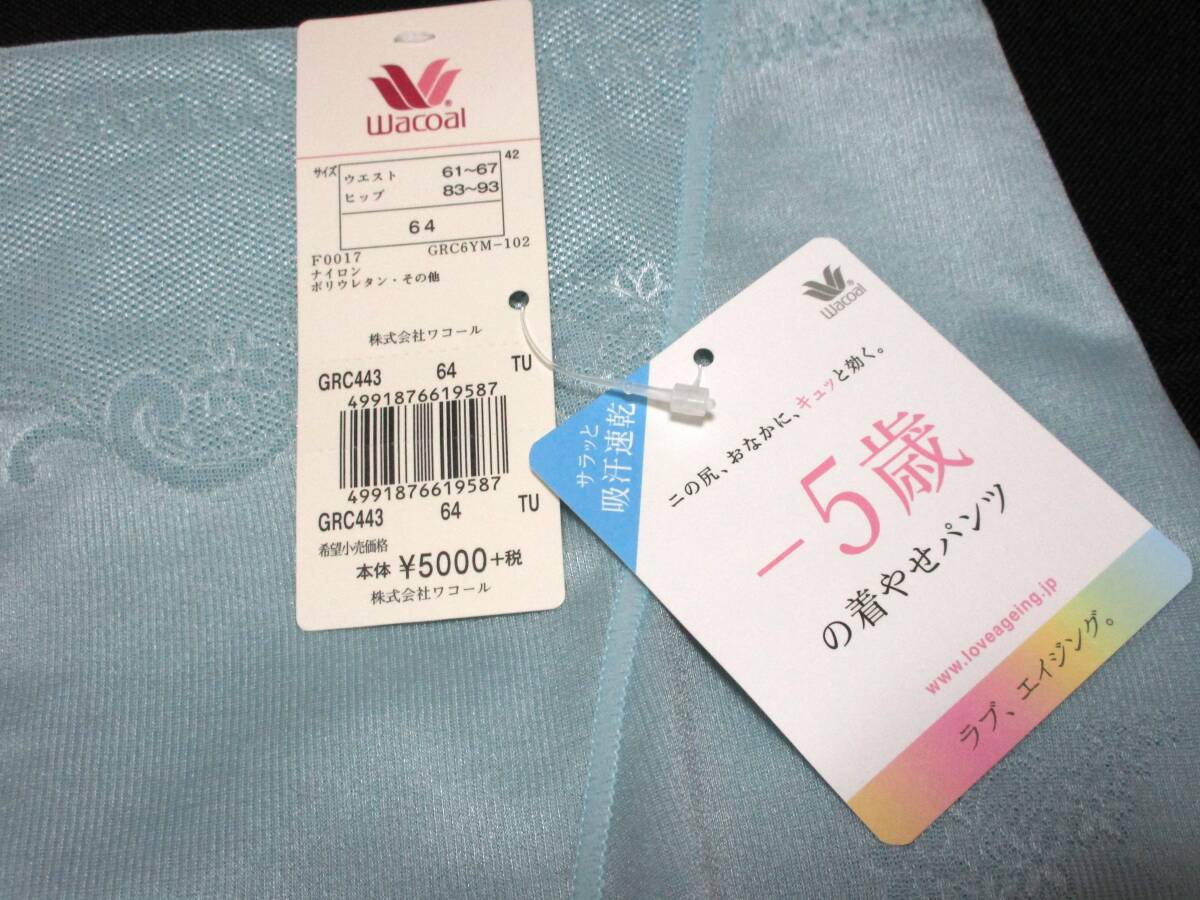 Wacoal
サイズ
42
ウエスト 61~67
ヒップ 83~93
64
F0017 GRC6YM-102
ナイロン
ポリウレタン・その他
株式会社ワコール
GRC443 64 TU
4991876619587
4991876619587
GRC443 64 TU
希望小売価格
本体 ¥5000+税
株式会社ワコール
Wacoal
サラッと
吸汗速乾
ニの尻、おなかに、キュッと効く。
-5歳
の着やせパンツ
www.loveageing.jp
ラブ、エイジング。